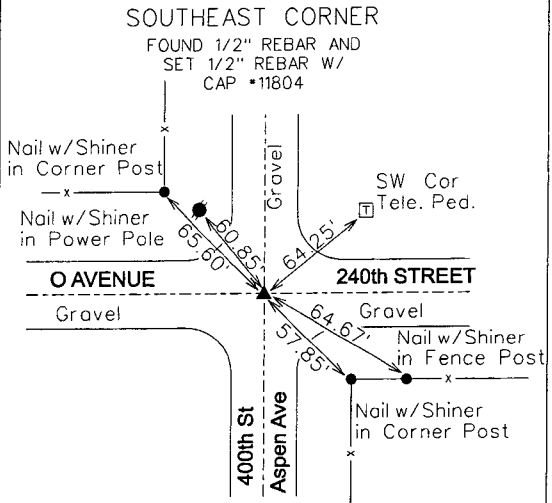 SOUTHEAST CORNER
FOUND 1/2" REBAR AND
SET 1/2" REBAR W/
CAP #11804
Nail w/Shiner
in Corner Post
Gravel
SW Cor
Tele. Ped.
T
Nail w/Shiner
in Power Pole
60.85'
65.60'
64.25'
O AVENUE
240th STREET
Gravel
Gravel
64.67'
57.85'
Nail w/Shiner
in Fence Post
Nail w/Shiner
in Corner Post
400th St
Aspen Ave